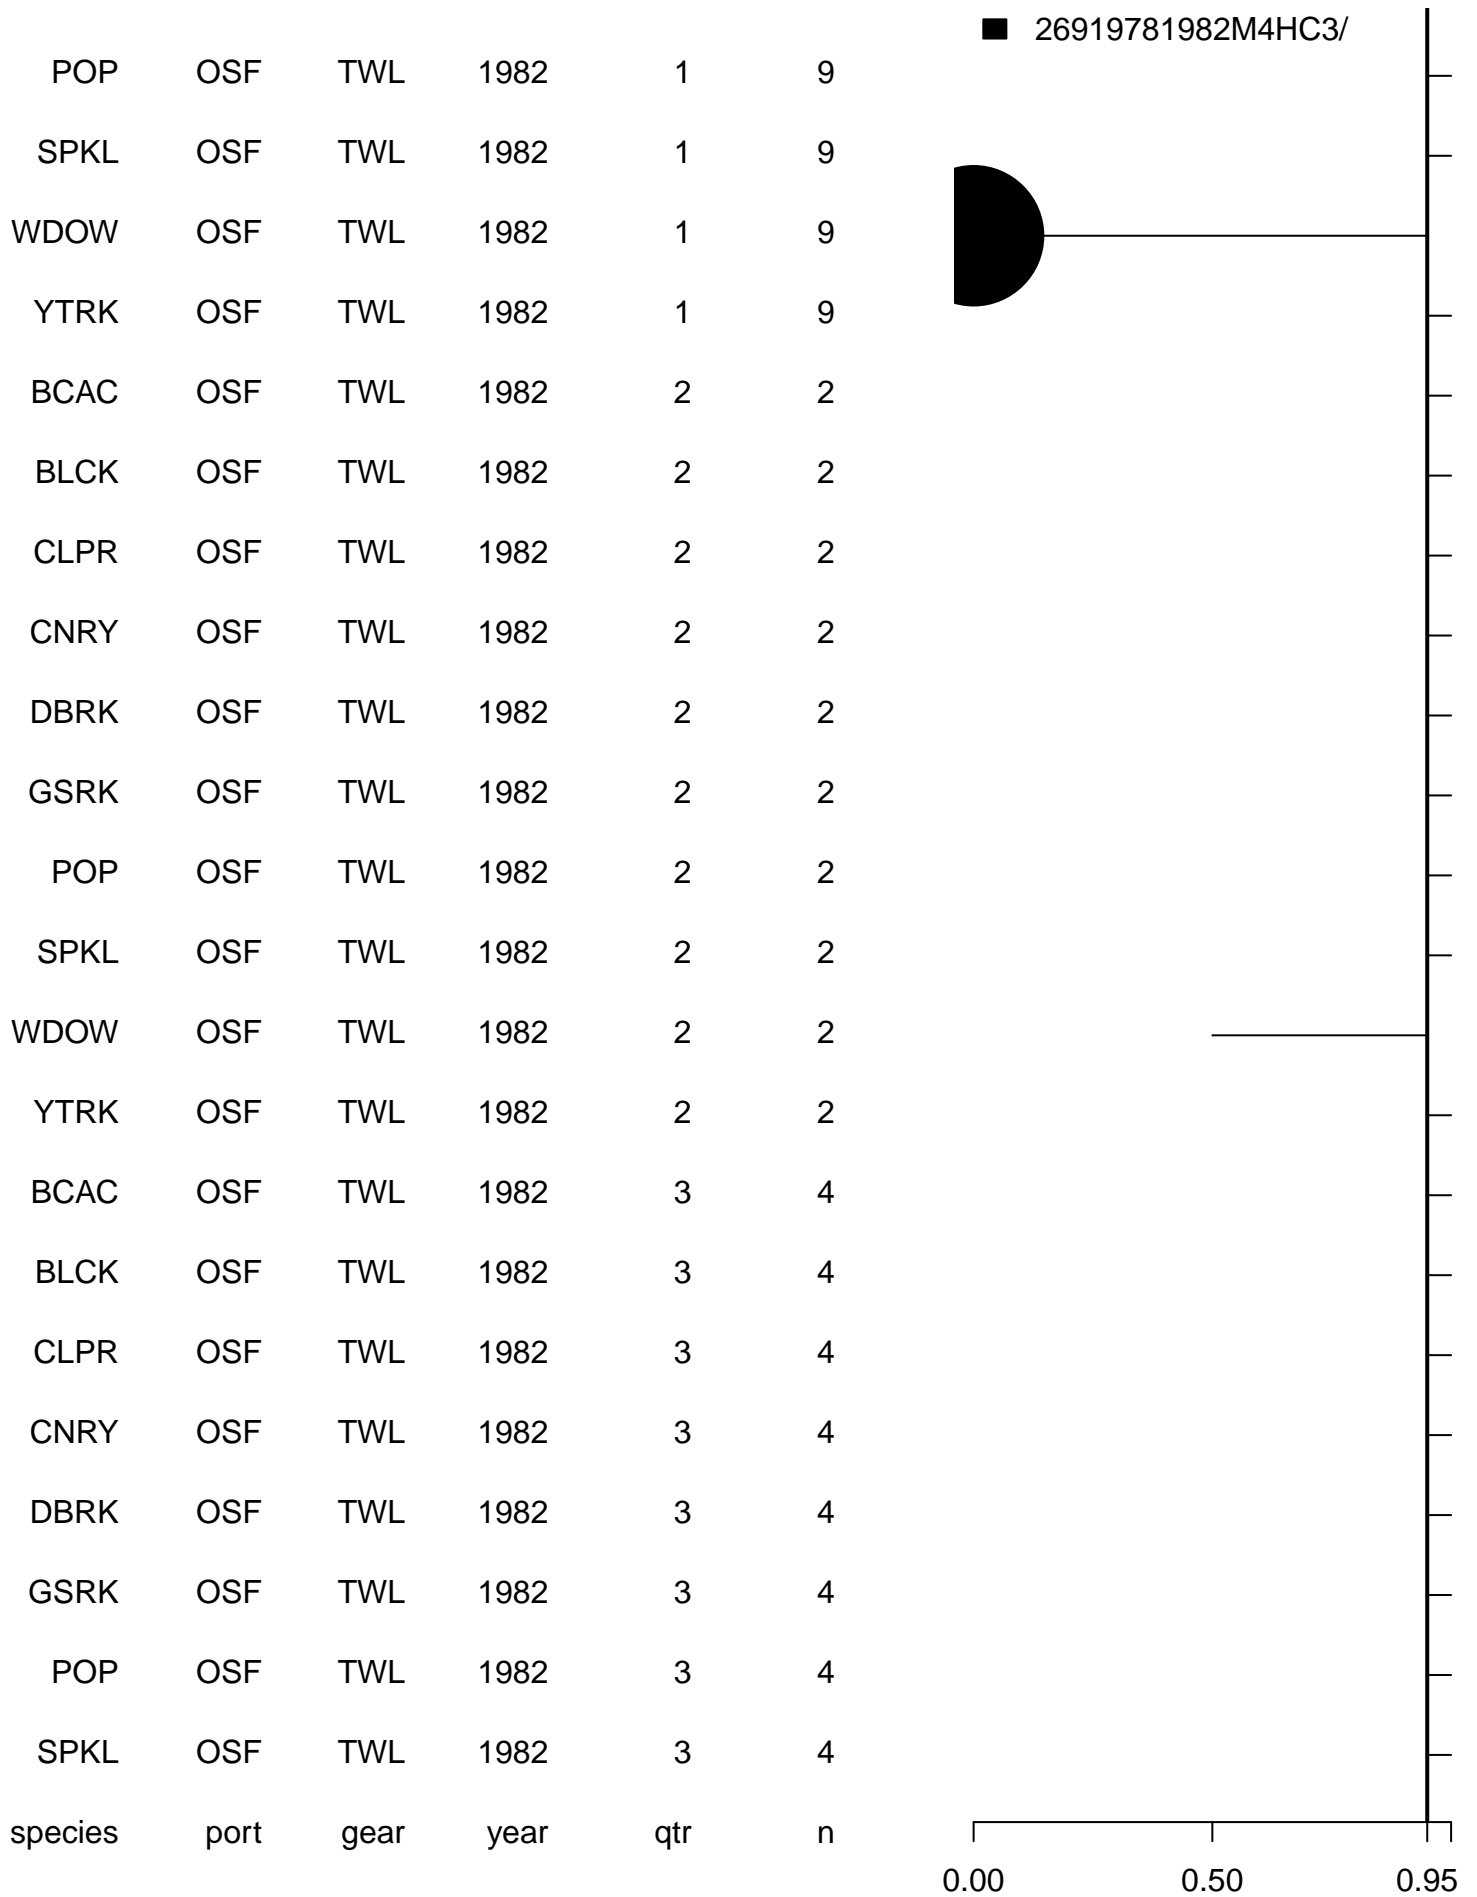 26919781982M4HC3/
POP OSF TWL 1982 1 9
SPKL OSF TWL 1982 1 9
WDOW OSF TWL 1982 1 9
YTRK OSF TWL 1982 1 9
BCAC OSF TWL 1982 2 2
BLCK OSF TWL 1982 2 2
CLPR OSF TWL 1982 2 2
CNRY OSF TWL 1982 2 2
DBRK OSF TWL 1982 2 2
GSRK OSF TWL 1982 2 2
POP OSF TWL 1982 2 2
SPKL OSF TWL 1982 2 2
WDOW OSF TWL 1982 2 2
YTRK OSF TWL 1982 2 2
BCAC OSF TWL 1982 3 4
BLCK OSF TWL 1982 3 4
CLPR OSF TWL 1982 3 4
CNRY OSF TWL 1982 3 4
DBRK OSF TWL 1982 3 4
GSRK OSF TWL 1982 3 4
POP OSF TWL 1982 3 4
SPKL OSF TWL 1982 3 4
species port gear year qtr n
0.00 0.50 0.95